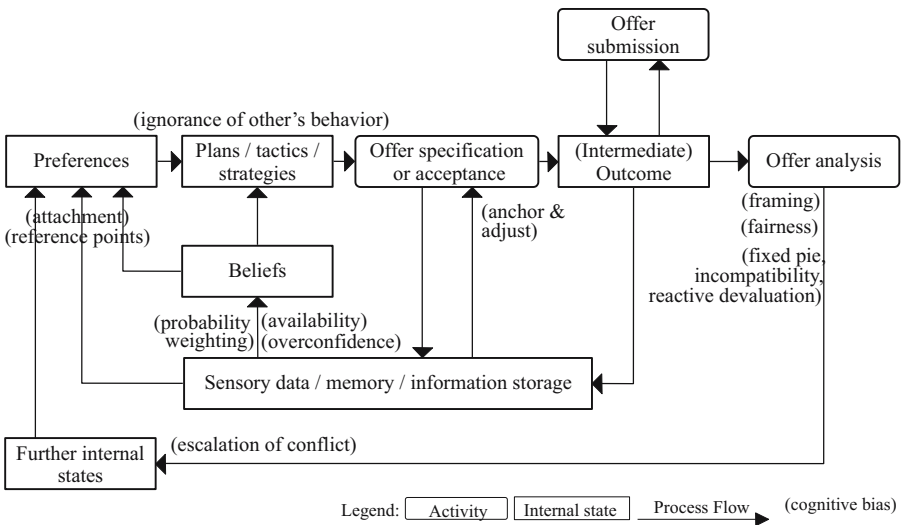 Offer
submission
(ignorance of other's behavior)
Preferences
Plans / tactics /
strategies
Offer specification
or acceptance
(Intermediate)
Outcome
Offer analysis
(attachment)
(reference points)
(anchor &
adjust)
(framing)
(fairness)
(fixed pie,
incompatibility,
reactive devaluation)
Beliefs
(probability
weighting)
(availability)
(overconfidence)
Sensory data / memory / information storage
Further internal
states
(escalation of conflict)
Legend:
Activity
Internal state
Process Flow
(cognitive bias)